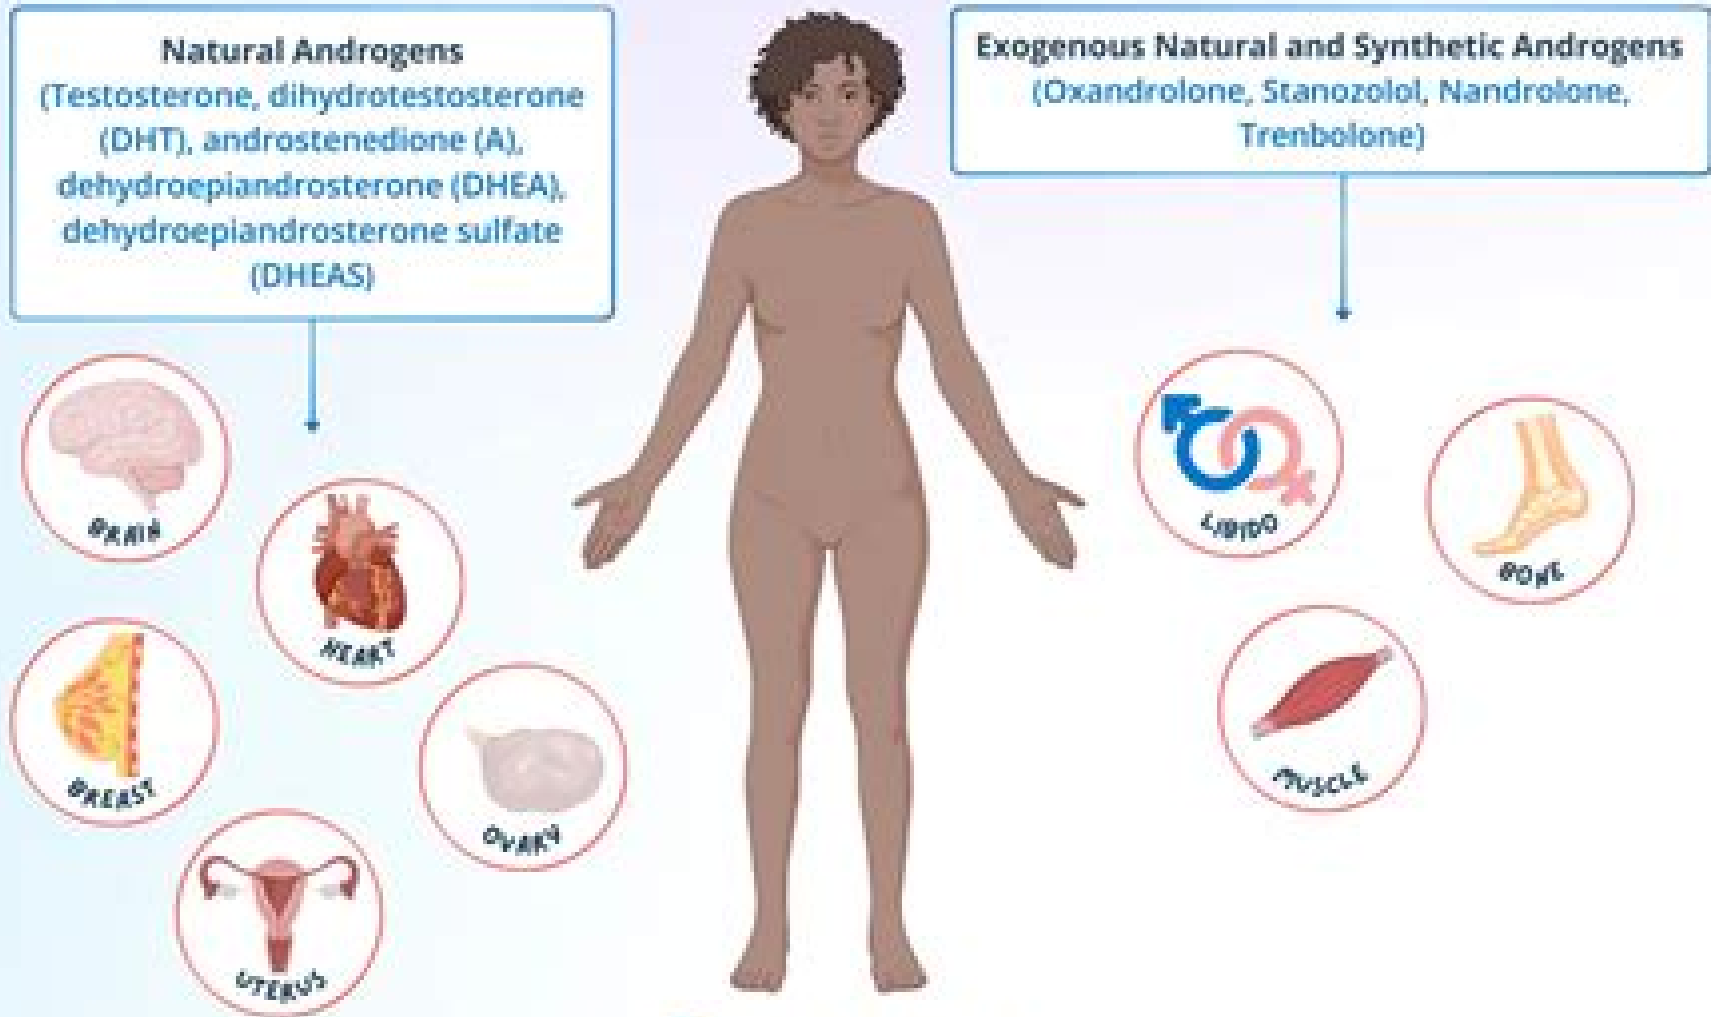 Natural Androgens
(Testosterone, dihydrotestosterone
(DHT), androstenedione (A),
dehydroepiandrosterone (DHEA),
dehydroepiandrosterone sulfate
(DHEAS)
Exogenous Natural and Synthetic Androgens
(Oxandrolone, Stanozolol, Nandrolone,
Trenbolone)
BRAIN
HEART
BREAST
OVARY
UTERUS
LIBIDO
BONE
MUSCLE